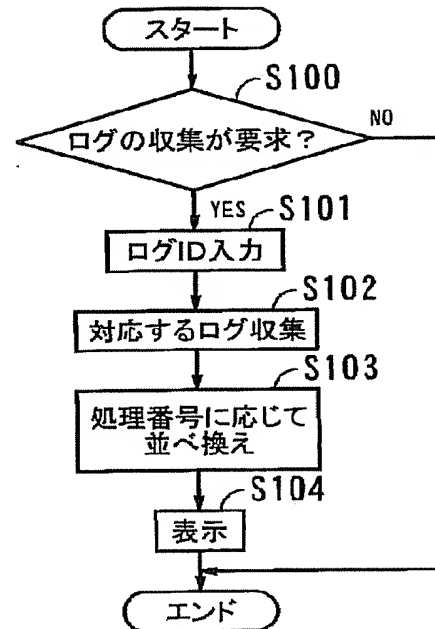 スタート
S100
ログの収集が要求？
NO
YES
S101
ログID入力
S102
対応するログ収集
S103
処理番号に応じて
並べ換え
S104
表示
エンド